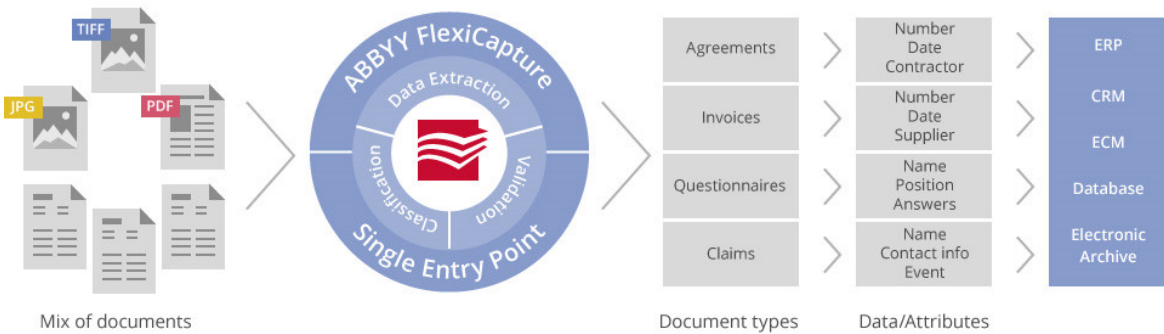 TIFF
JPG
PDF
Mix of documents
ABBYY FlexiCapture
Data Extraction
Classification
Validation
Single Entry Point
Agreements
Invoices
Questionnaires
Claims
Document types
Number
Date
Contractor
Number
Date
Supplier
Name
Position
Answers
Name
Contact info
Event
Data/Attributes
ERP
CRM
ECM
Database
Electronic
Archive